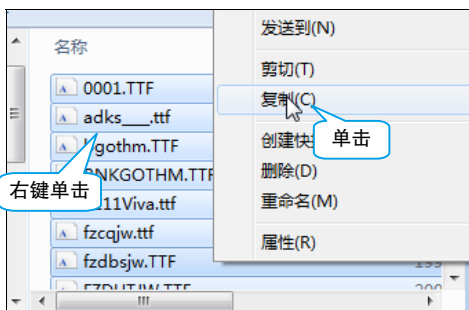 名称
0001.TTF
adks___.ttf
gothm.TTF
NKGOTHM.TTF
11Viva.ttf
fzcqjw.ttf
fzdbsjw.TTF
右键单击
发送到(N)
剪切(T)
复制(C)
单击
创建快
删除(D)
重命名(M)
属性(R)